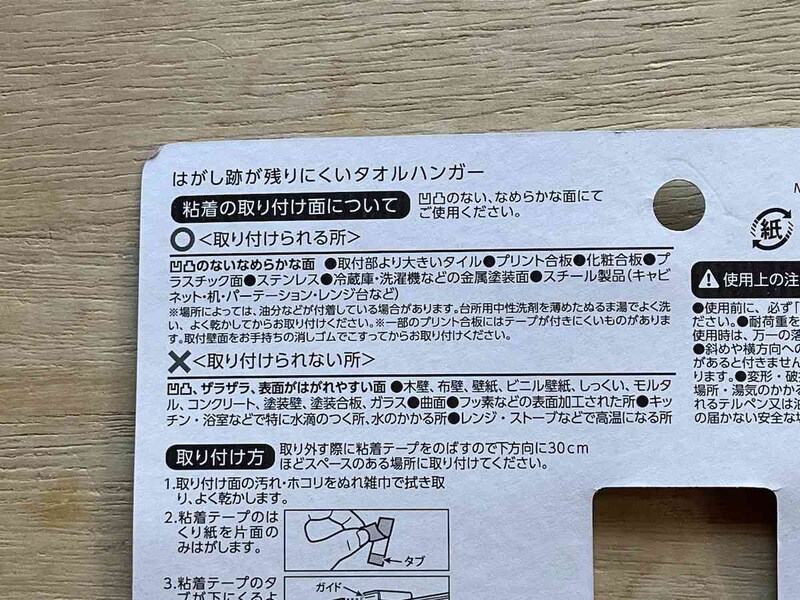 はがし跡が残りにくいタオルハンガー
粘着の取り付け面について
凹凸のない、なめらかな面にて
ご使用ください。
〇<取り付けられる所>
凹凸のないなめらかな面 ●取付部より大きいタイル●プリント合板●化粧合板●プ
ラスチック面●ステンレス●冷蔵庫・洗濯機などの金属塗装面●スチール製品(キャビ
ネット・机・パーテーション・レンジ台など)
※場所によっては、油分などが付着している場合があります。台所用中性洗剤を薄めたぬるま湯でよく洗
い、よく乾かしてからお取り付けください。※一部のプリント合板にはテープが付きにくいものがありま
す。取付壁面をお手持ちの消しゴムでこすってからお取り付けください。
×<取り付けられない所>
凹凸、ザラザラ、表面がはがれやすい面 ●木壁、布壁、壁紙、ビニル壁紙、しっくい、モルタ
ル、コンクリート、塗装壁、塗装合板、ガラス●曲面●フッ素などの表面加工された所●キッ
チン・浴室などで特に水滴のつく所、水のかかる所●レンジ・ストーブなどで高温になる所
取り付け方
取り外す際に粘着テープをのばすので下方向に30cm
ほどスペースのある場所に取り付けてください。
1.取り付け面の汚れ・ホコリをぬれ雑巾で拭き取
り、よく乾かします。
2.粘着テープのは
くり紙を片面の
みはがします。
タブ
3.粘着テープのタ
ブが下にくるよ
ガイド
紙
使用上の注
●使用前に、必ず「
ださい。●耐荷重を
使用時は、万一の落
●斜めや横方向への
があると付きません
ります。●変形・破
場所・湯気のかかる
れるテルペン又は油
の届かない安全な場